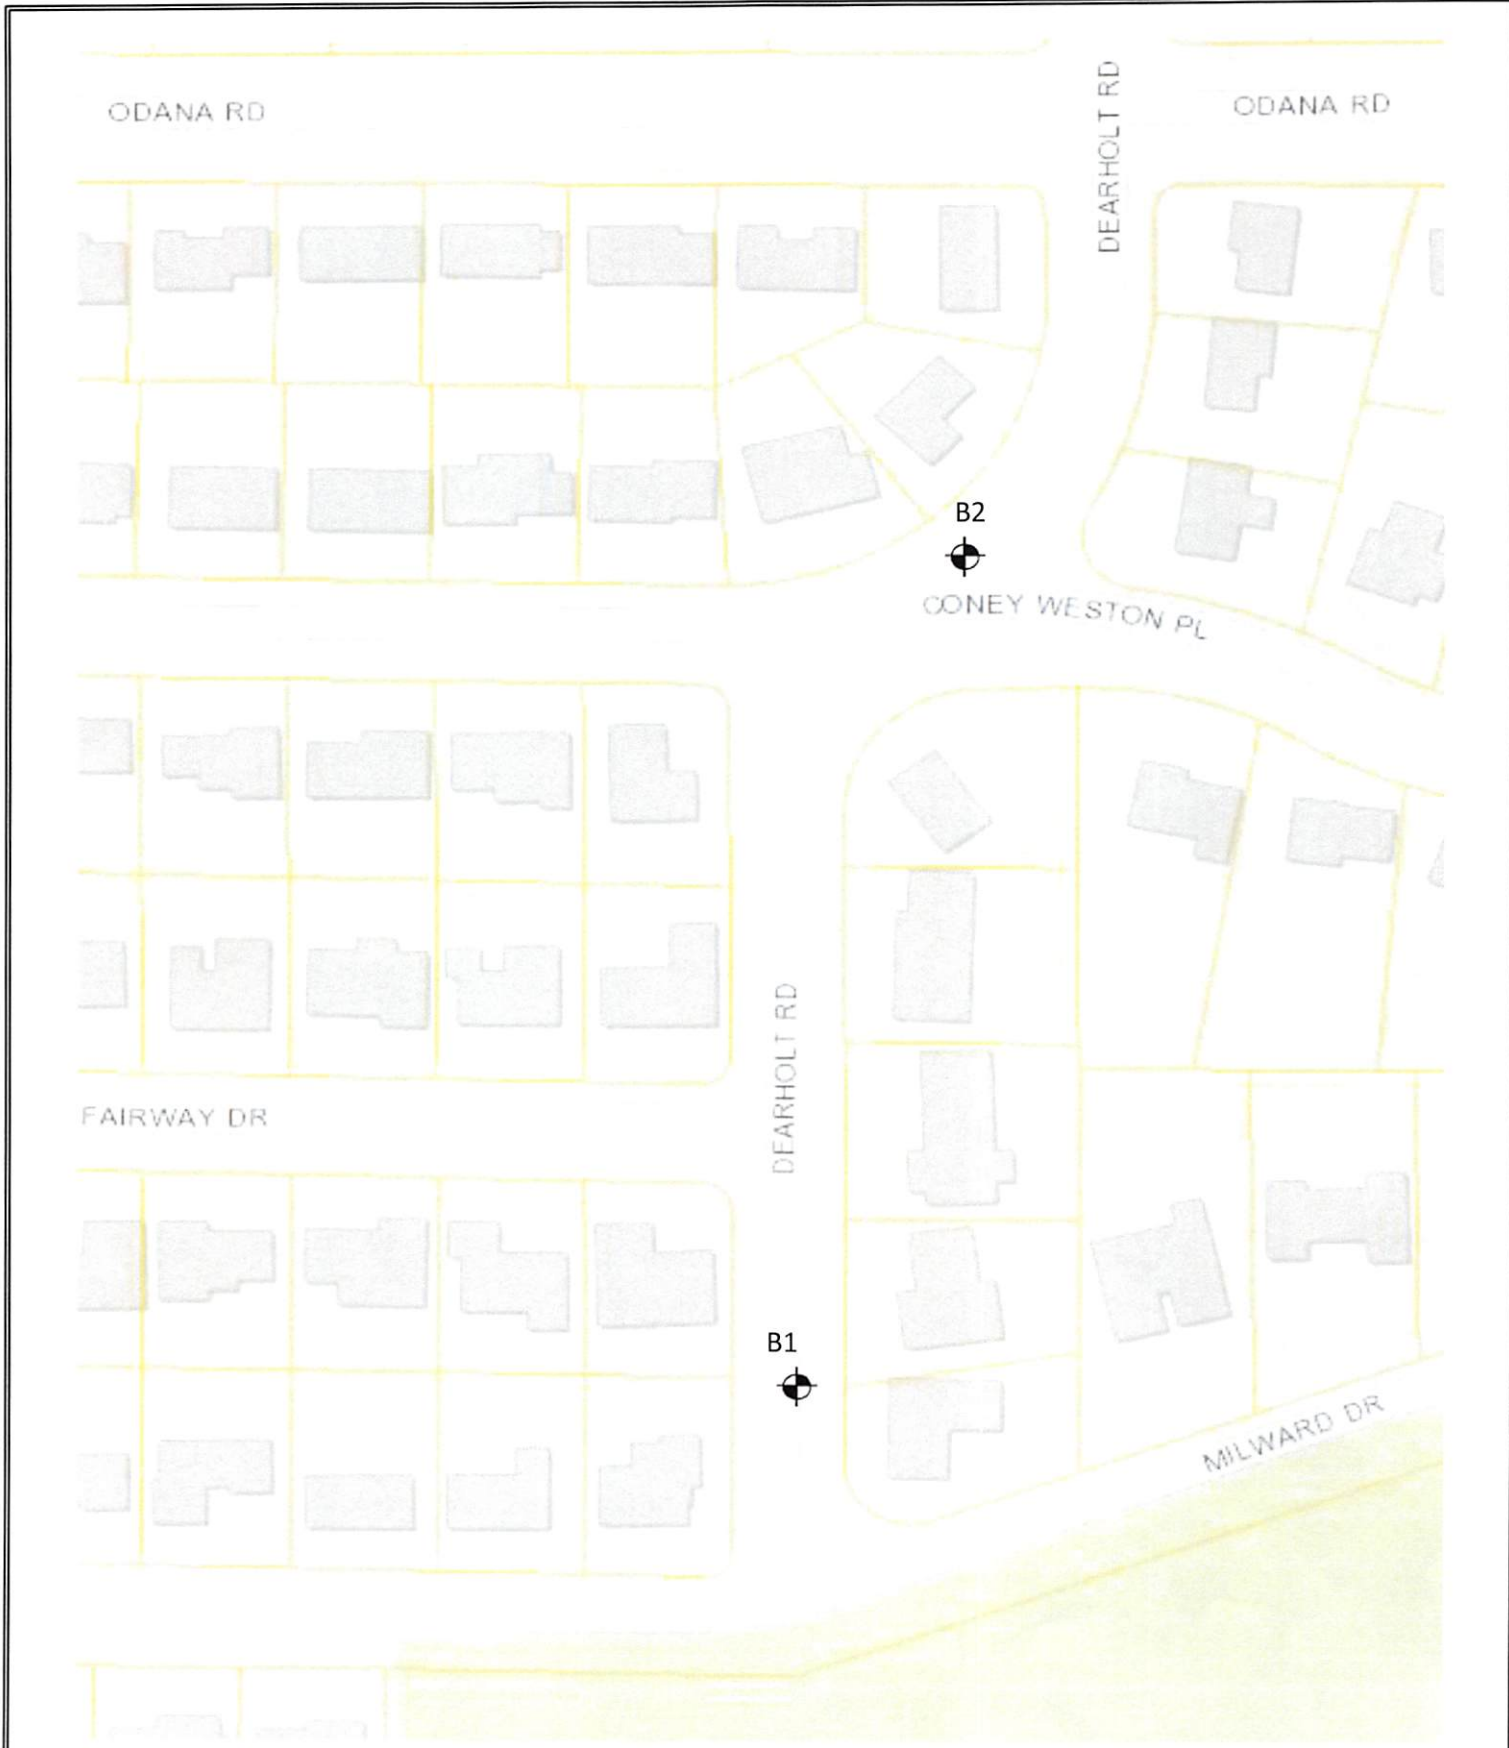 ODANA RD
DEARHOLT RD
ODANA RD
B2
CONEY WESTON PL
DEARHOLT RD
FAIRWAY DR
B1
MILWARD DR